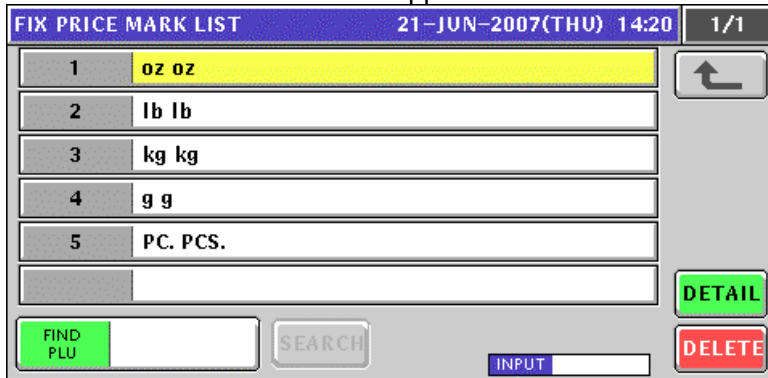 FIX PRICE MARK LIST 21-JUN-2007(THU) 14:20 1/1
1 oz oz
2 lb lb
3 kg kg
4 g g
5 PC. PCS.
DETAIL
FIND PLU SEARCH
INPUT
DELETE